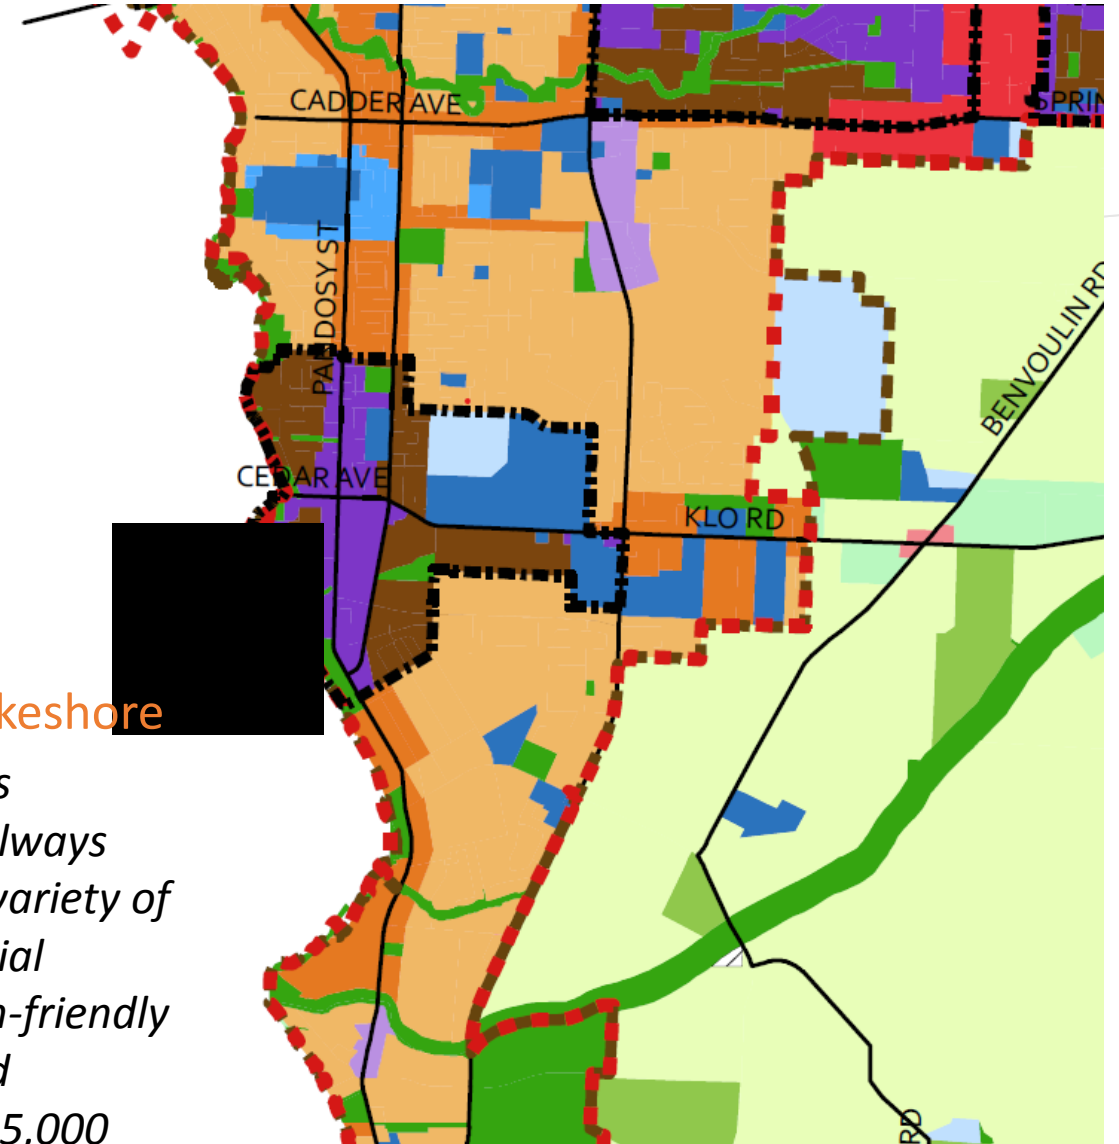 CADDER AVE
SPRIN
PANDOSY ST
BENVOULIN RD
CEDAR AVE
KLO RD
keshore
s
lways
variety of
ial
n-friendly
d
5,000
RD